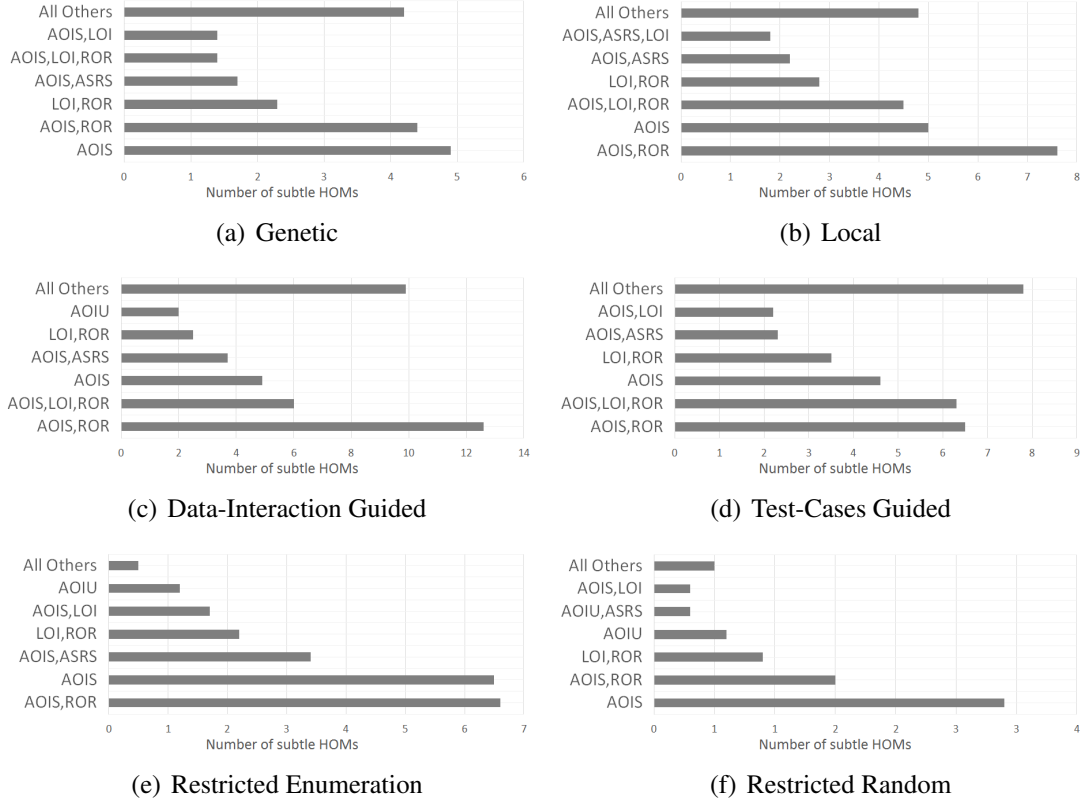 All Others
AOIS,LOI
AOIS,LOI,ROR
AOIS,ASRS
LOI,ROR
AOIS,ROR
AOIS
0 1 2 3 4 5 6
Number of subtle HOMs
(a) Genetic
All Others
AOIS,ASRS,LOI
AOIS,ASRS
LOI,ROR
AOIS,LOI,ROR
AOIS
AOIS,ROR
0 1 2 3 4 5 6 7 8
Number of subtle HOMs
(b) Local
All Others
AOIU
LOI,ROR
AOIS,ASRS
AOIS
AOIS,LOI,ROR
AOIS,ROR
0 2 4 6 8 10 12 14
Number of subtle HOMs
(c) Data-Interaction Guided
All Others
AOIS,LOI
AOIS,ASRS
LOI,ROR
AOIS
AOIS,LOI,ROR
AOIS,ROR
0 1 2 3 4 5 6 7 8 9
Number of subtle HOMs
(d) Test-Cases Guided
All Others
AOIU
AOIS,LOI
LOI,ROR
AOIS,ASRS
AOIS
AOIS,ROR
0 1 2 3 4 5 6 7
Number of subtle HOMs
(e) Restricted Enumeration
All Others
AOIS,LOI
AOIU,ASRS
AOIU
LOI,ROR
AOIS,ROR
AOIS
0 1 1 2 2 3 3 4
Number of subtle HOMs
(f) Restricted Random